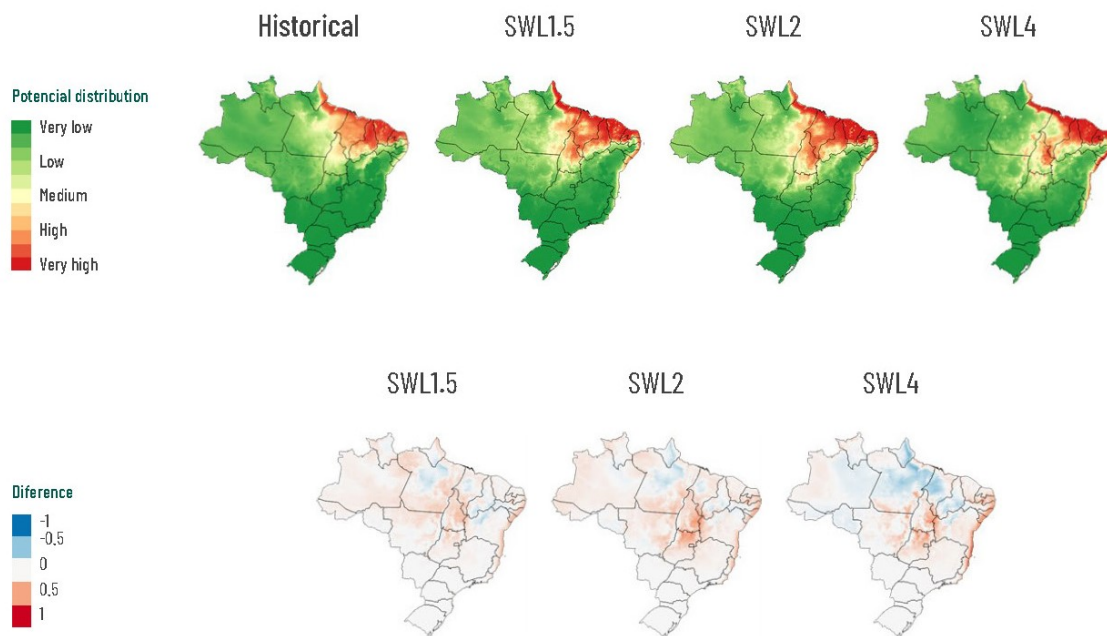 Historical
SWL1.5
SWL2
SWL4
Potencial distribution
Very low
Low
Medium
High
Very high
SWL1.5
SWL2
SWL4
Diference
-1
-0,5
0
0.5
1